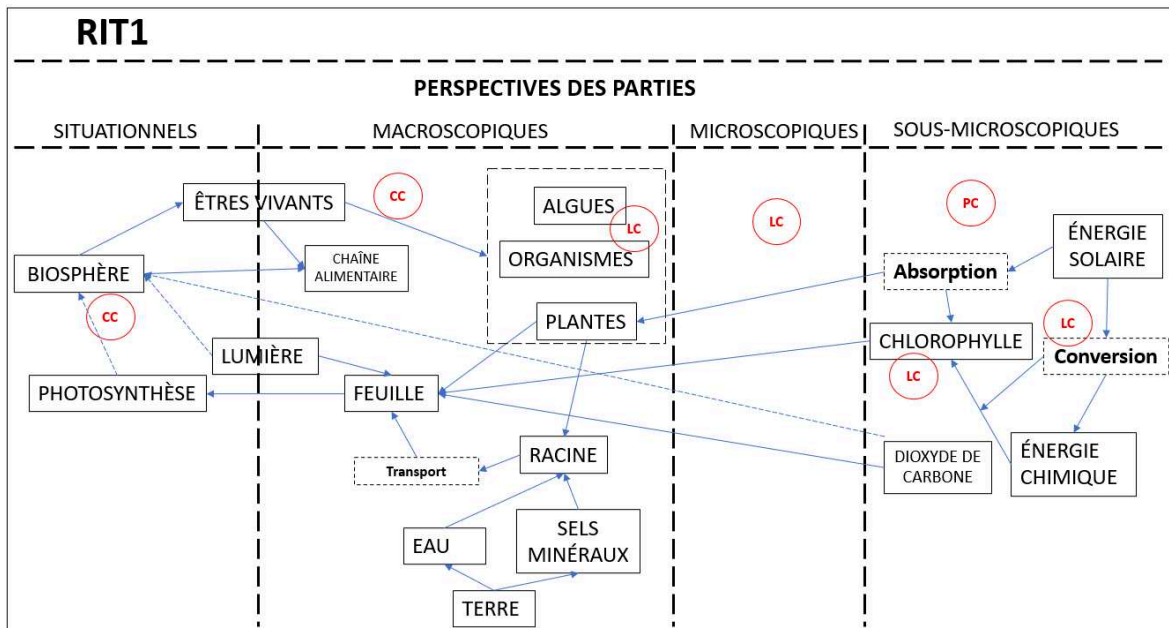 RIT1
PERSPECTIVES DES PARTIES
SITUATIONNELS
MACROSCOPIQUES
MICROSCOPIQUES
SOUS-MICROSCOPIQUES
CC
LC
PC
ÊTRES VIVANTS
ALGUES
LC
ÉNERGIE
SOLAIRE
BIOSPHÈRE
CHAÎNE
ALIMENTAIRE
ORGANISMES
Absorption
CC
PLANTES
LC
LUMIÈRE
CHLOROPHYLLE
Conversion
LC
PHOTOSYNTHÈSE
FEUILLE
RACINE
Transport
DIOXYDE DE
CARBONE
ÉNERGIE
CHIMIQUE
EAU
SELS
MINÉRAUX
TERRE